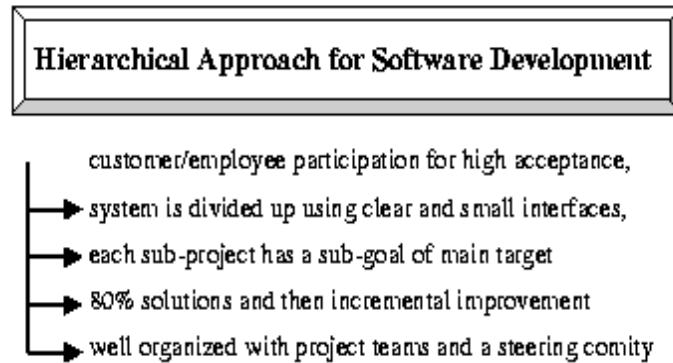 Hierarchical Approach for Software Development
customer/employee participation for high acceptance,
system is divided up using clear and small interfaces,
each sub-project has a sub-goal of main target
80% solutions and then incremental improvement
well organized with project teams and a steering comity